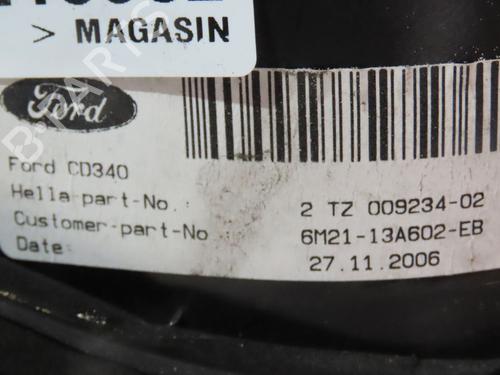 > MAGASIN
Ford
Ford CD340
Hella-part-No.: 2 TZ 009234-02
Customer-part-No 6M21-13A602-EB
Date: 27.11.2006